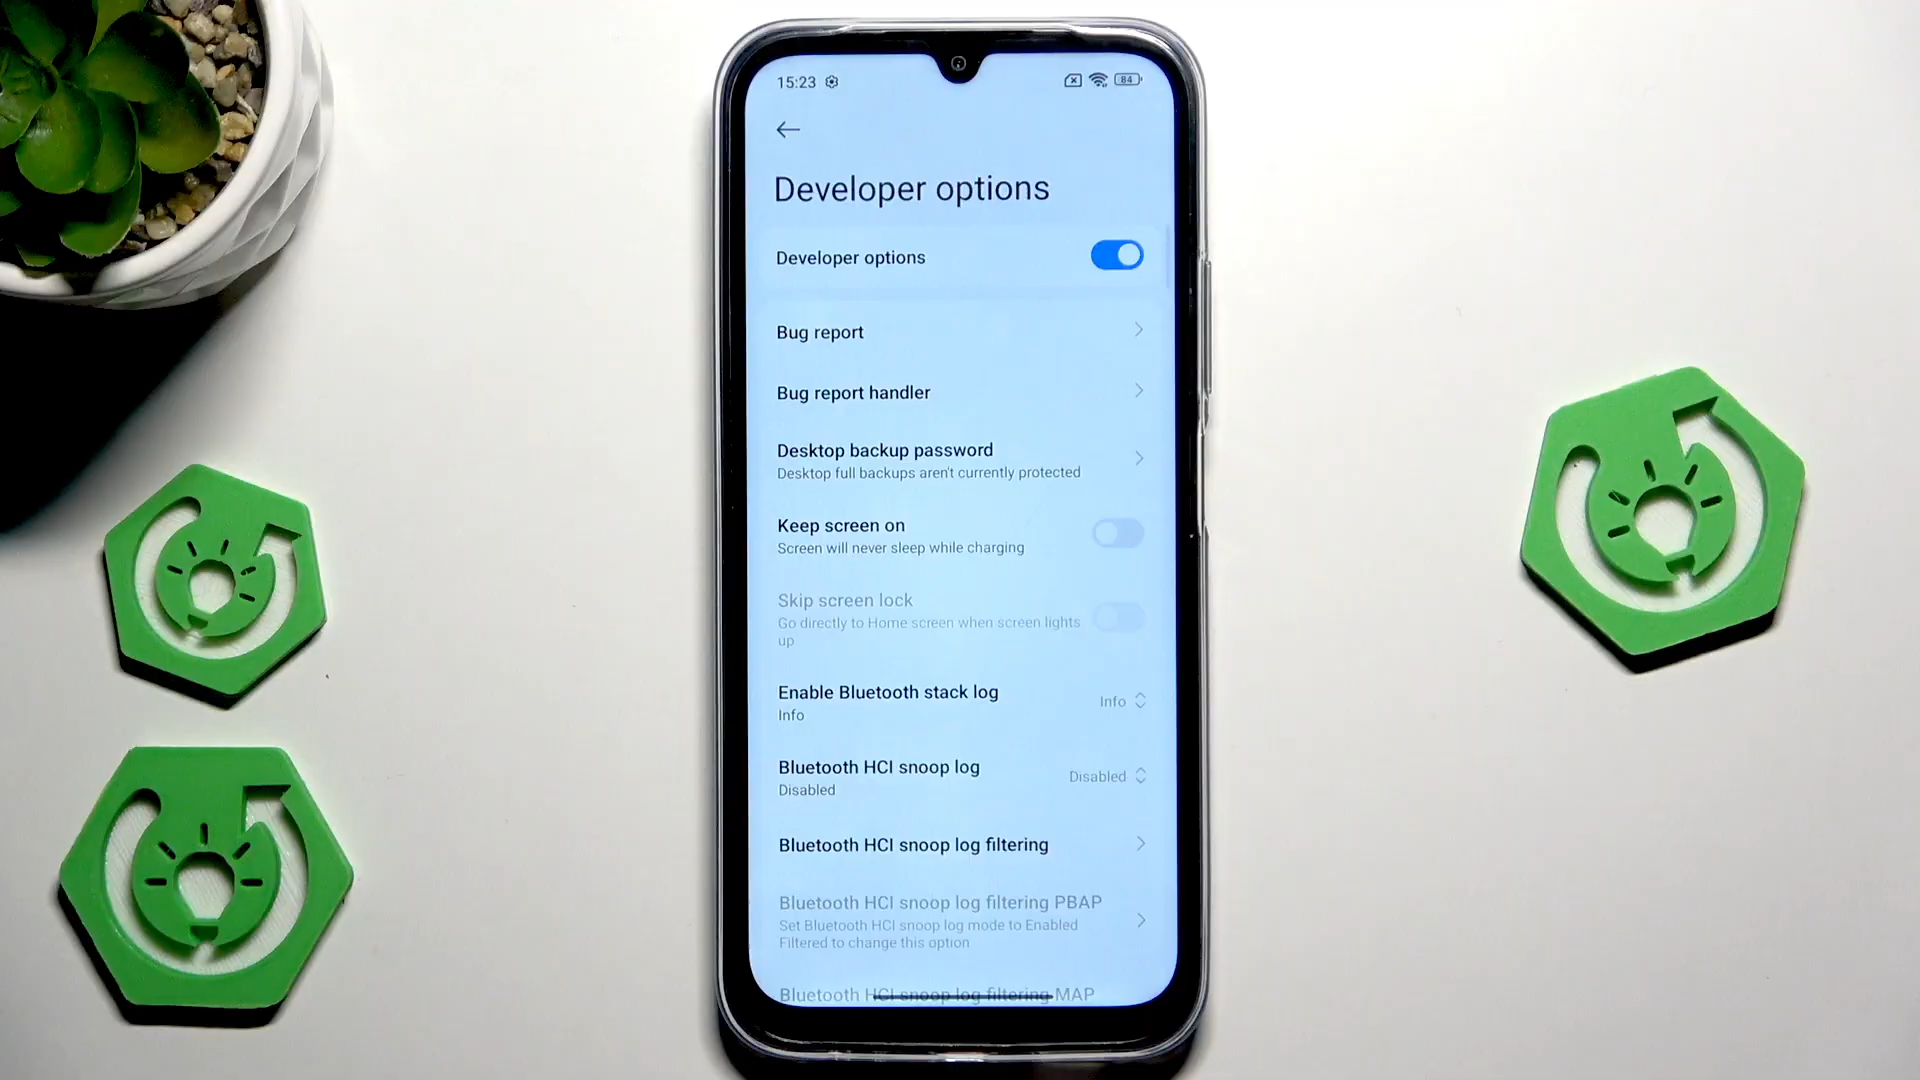 15:23 84
Developer options
Developer options
Bug report
Bug report handler
Desktop backup password
Desktop full backups aren't currently protected
Keep screen on
Screen will never sleep while charging
Skip screen lock
Go directly to Home screen when screen lights
up
Enable Bluetooth stack log
Info
Info
Bluetooth HCI snoop log
Disabled
Disabled
Bluetooth HCI snoop log filtering
Bluetooth HCI snoop log filtering PBAP
Set Bluetooth HCI snoop log mode to Enabled
Filtered to change this option
Bluetooth HCI snoop log filtering MAP